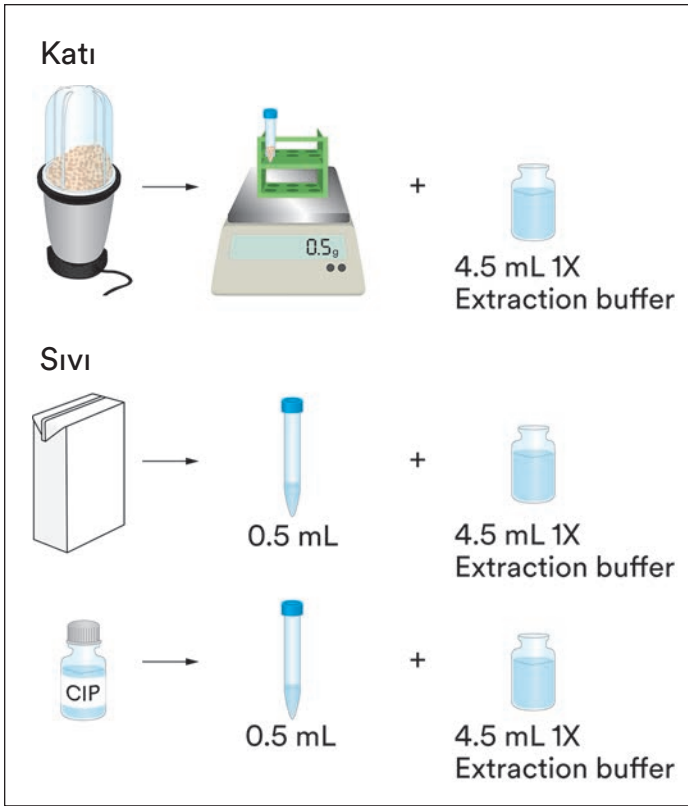 Katı
0.5g
+
4.5 mL 1X
Extraction buffer
Sıvı
0.5 mL
+
4.5 mL 1X
Extraction buffer
CIP
0.5 mL
+
4.5 mL 1X
Extraction buffer